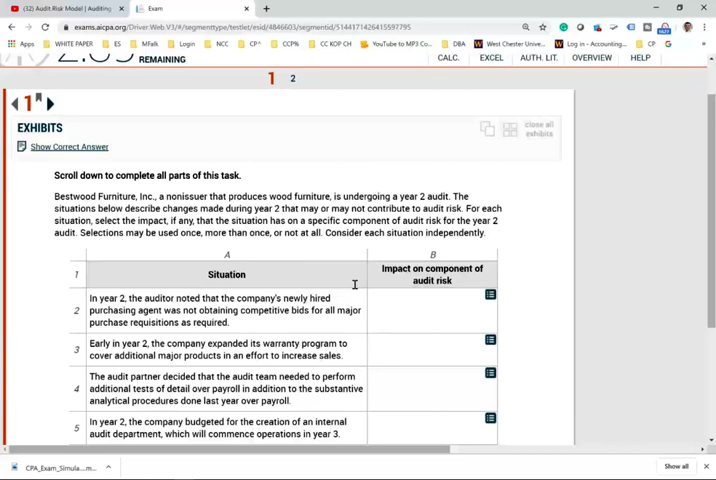 (32) Audit Risk Model | Auditing
Exam
exams.aicpa.org/Driver.Web.V3/#/segmenttype/testlet/esid/4846603/segmentid/5144171426415597795
Apps WHITE PAPER ES MFalk Login NCC CP^ CCP% CC KOP CH YouTube to MP3 Co... DBA West Chester Unive... Log in - Accounting... CP
REMAINING CALC. EXCEL AUTH. LIT. OVERVIEW HELP
1 2
1
EXHIBITS
close all
exhibits
Show Correct Answer
Scroll down to complete all parts of this task.
Bestwood Furniture, Inc., a nonissuer that produces wood furniture, is undergoing a year 2 audit. The
situations below describe changes made during year 2 that may or may not contribute to audit risk. For each
situation, select the impact, if any, that the situation has on a specific component of audit risk for the year 2
audit. Selections may be used once, more than once, or not at all. Consider each situation independently.
A B
1 Situation Impact on component of
audit risk
2 In year 2, the auditor noted that the company's newly hired
purchasing agent was not obtaining competitive bids for all major
purchase requisitions as required.
3 Early in year 2, the company expanded its warranty program to
cover additional major products in an effort to increase sales.
4 The audit partner decided that the audit team needed to perform
additional tests of detail over payroll in addition to the substantive
analytical procedures done last year over payroll.
5 In year 2, the company budgeted for the creation of an internal
audit department, which will commence operations in year 3.
CPA_Exam_Simula....m...
Show all